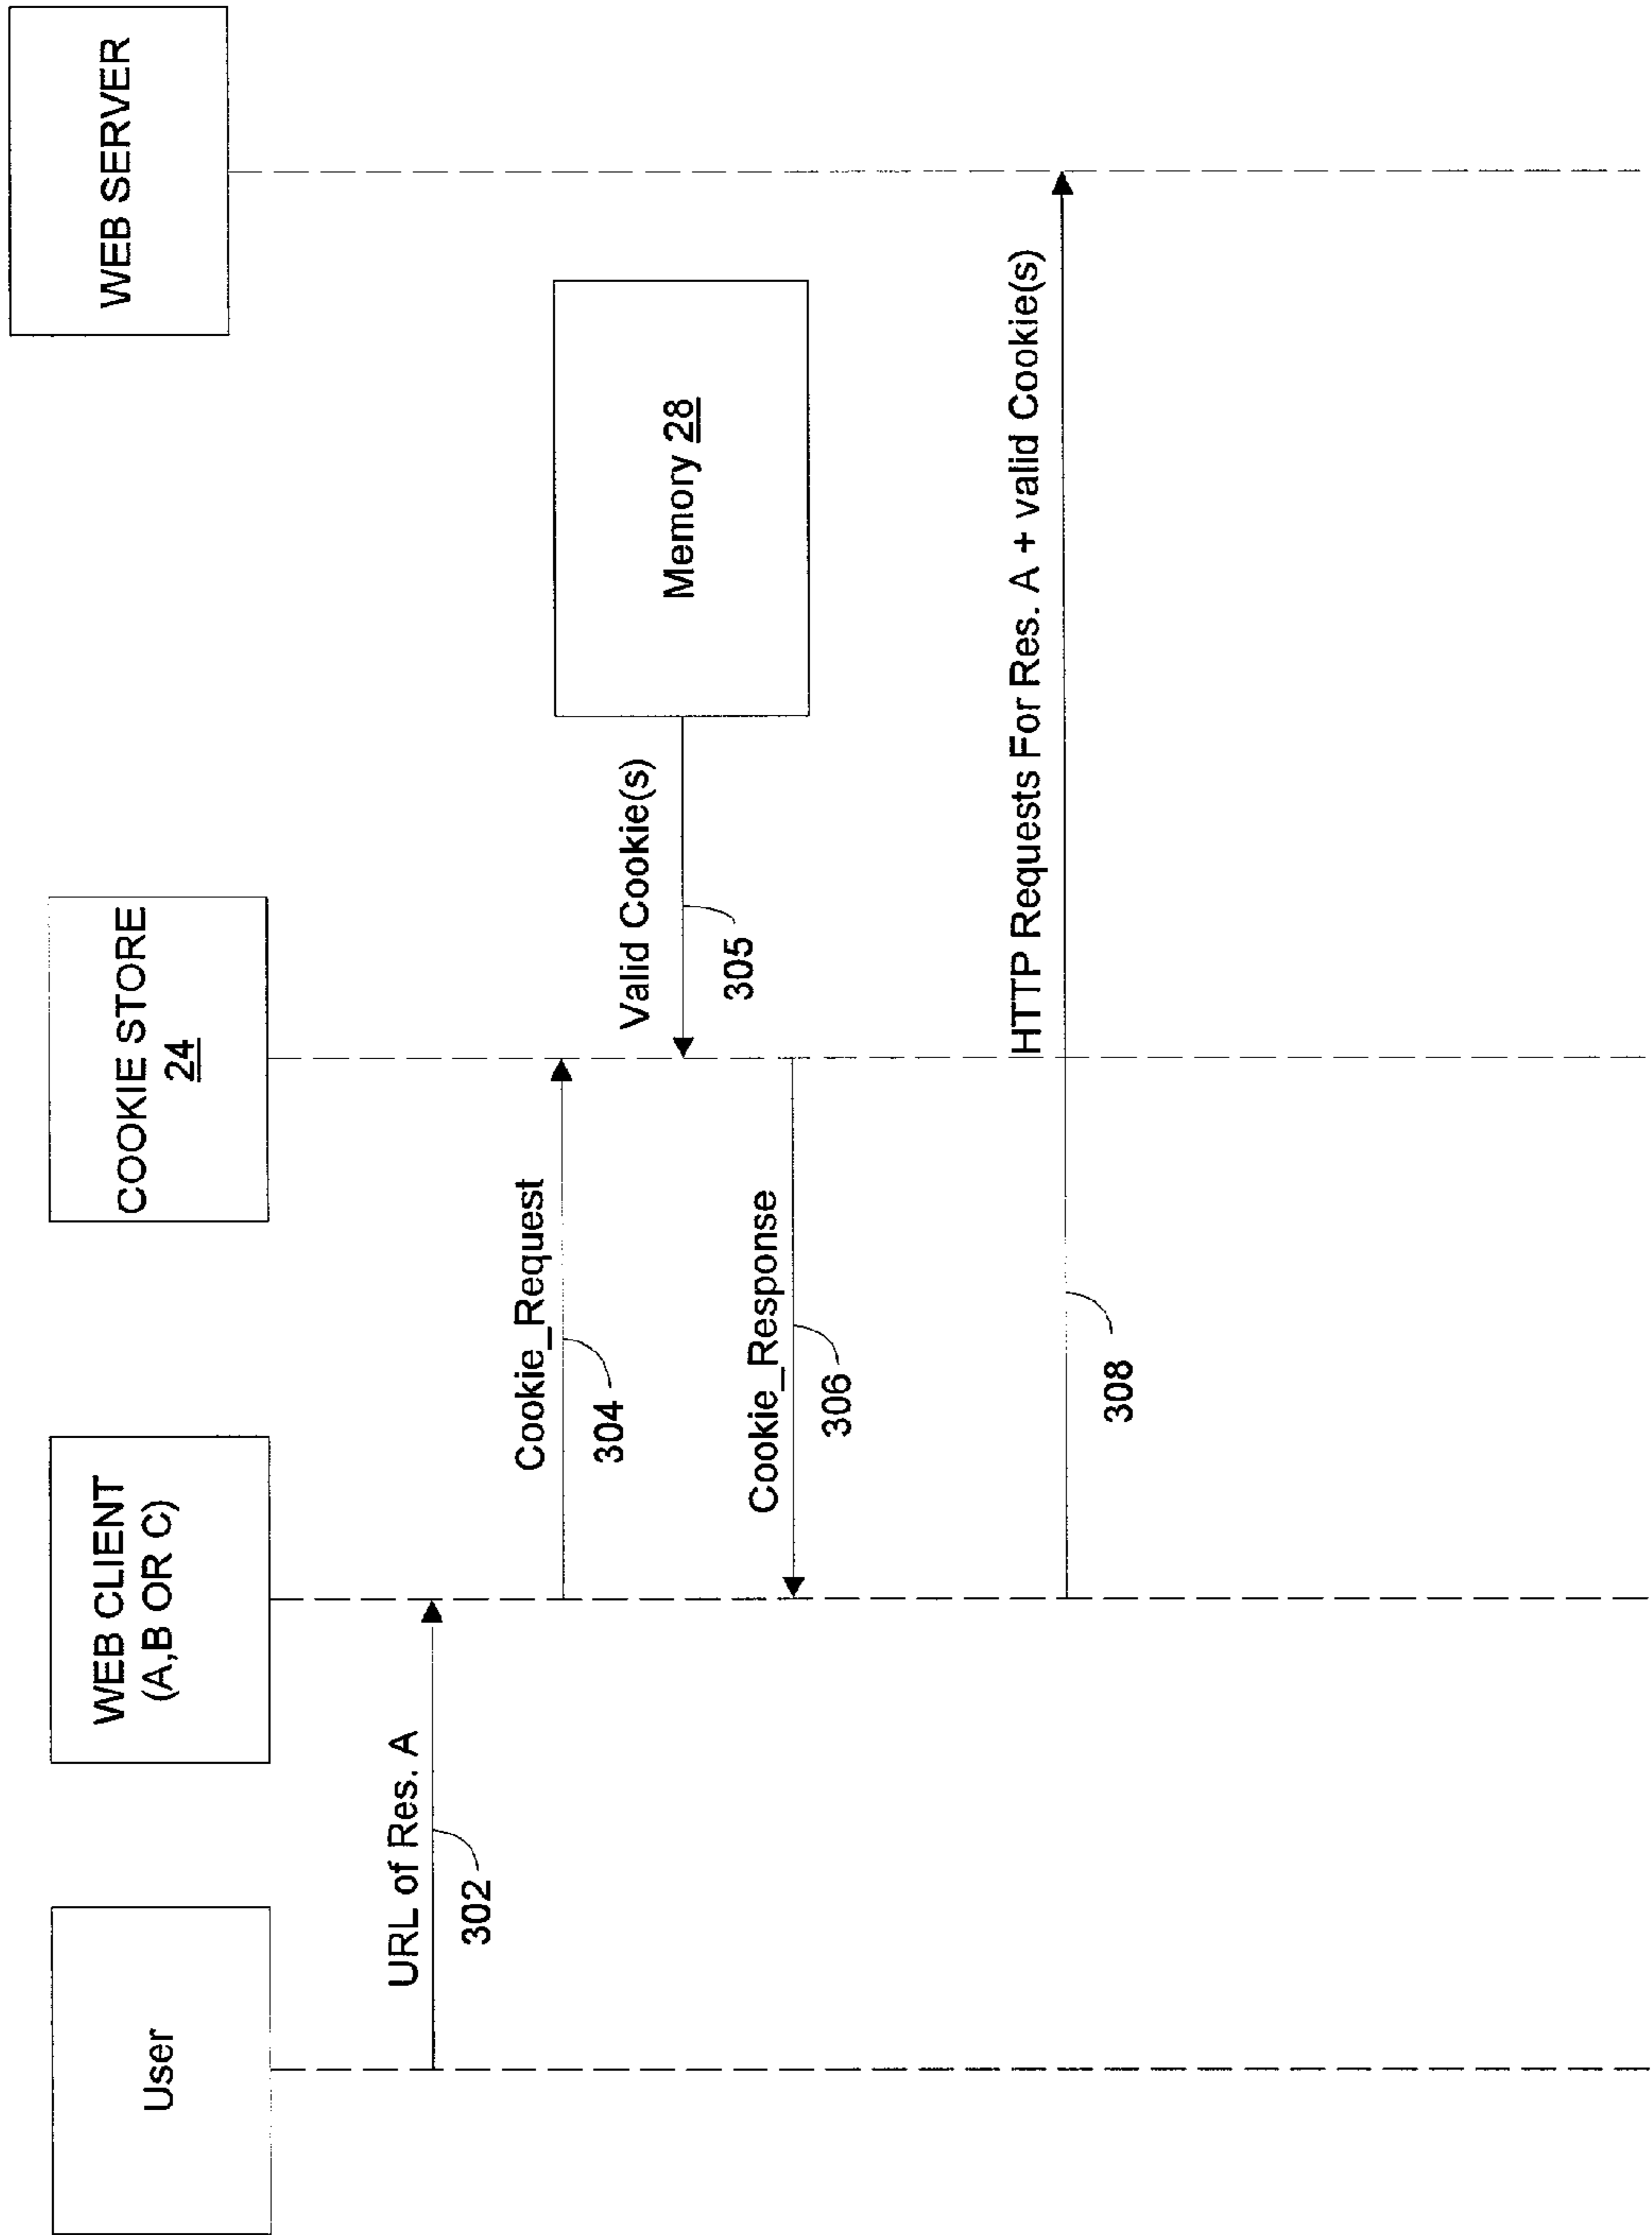 User
WEB CLIENT
(A,B OR C)
COOKIE STORE
24
WEB SERVER
URL of Res. A
302
Cookie_Request
304
Valid Cookie(s)
305
Memory 28
Cookie_Response
306
HTTP Requests For Res. A + valid Cookie(s)
308